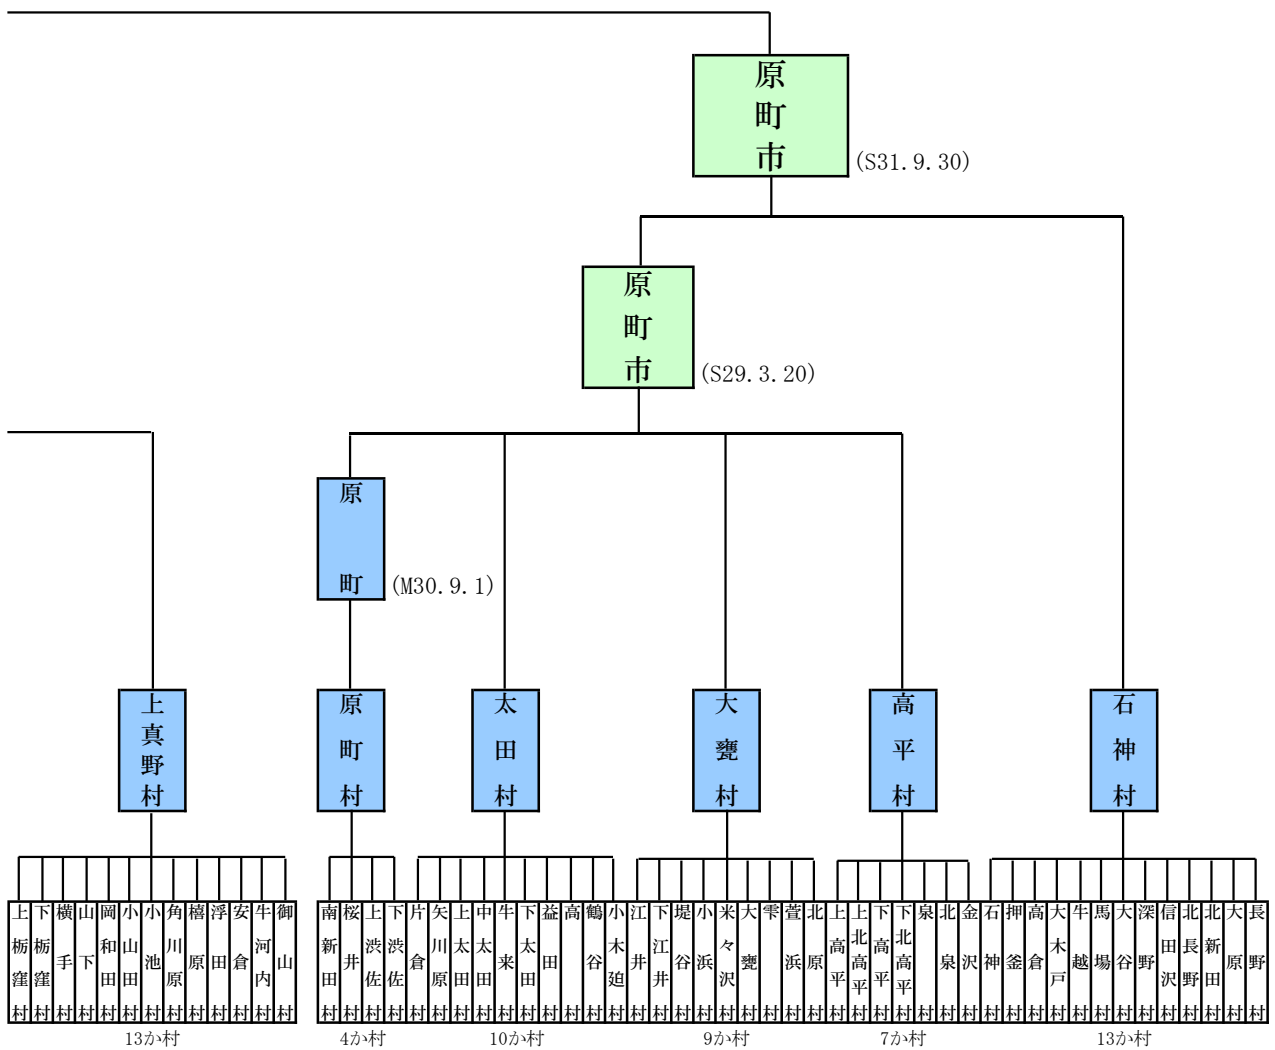 原町市
(S31.9.30)
原町市
(S29.3.20)
原町
(M30.9.1)
上真野村
原町村
太田村
大甕村
高平村
石神村
上栃窪村
下栃窪村
横手村
山下村
岡和田村
小山田村
小池村
角川原村
橲原村
浮田村
安倉村
牛河内村
御山村
南新田村
桜井村
上渋佐村
下渋佐村
片倉村
矢川原村
上太田村
中太田村
牛来村
下太田村
益田村
高村
鶴谷村
小木廹村
江井村
下江井村
堤谷村
小浜村
米々沢村
大甕村
雫村
萱浜村
北原村
上高平村
上北高平村
下高平村
下北高平村
泉村
北泉村
金沢村
石神村
押釜村
高倉村
大木戸村
牛越村
馬場村
大谷村
深野村
信田沢村
北長野村
北新田村
大原村
長野村
13か村
4か村
10か村
9か村
7か村
13か村